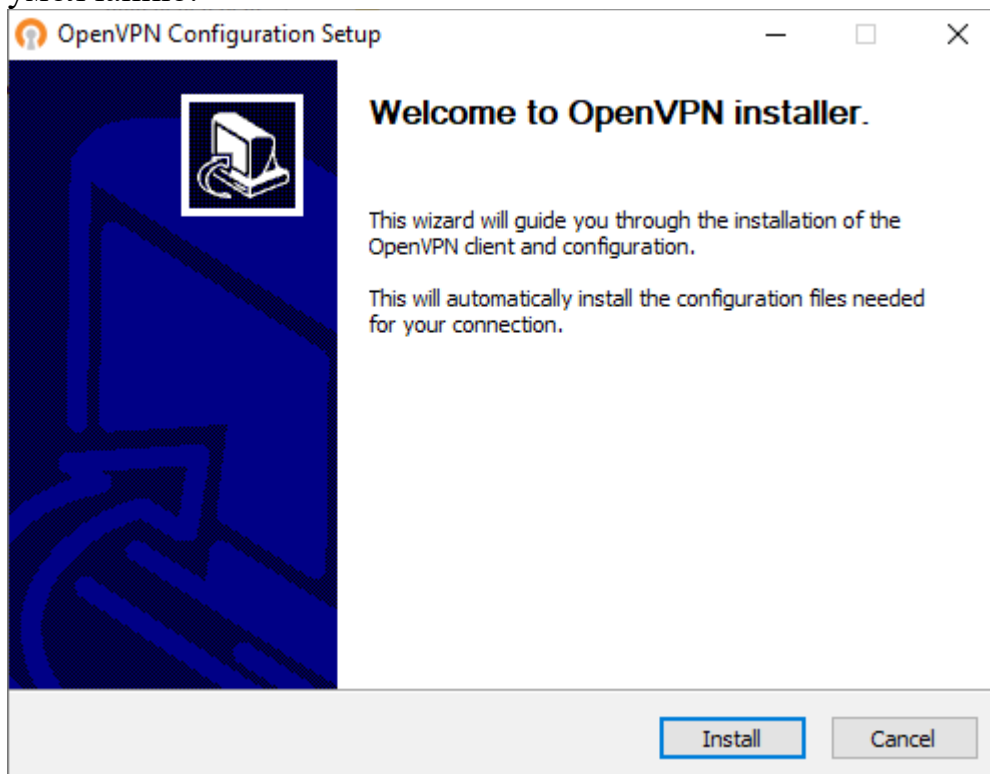 OpenVPN Configuration Setup
Welcome to OpenVPN installer.
This wizard will guide you through the installation of the
OpenVPN client and configuration.
This will automatically install the configuration files needed
for your connection.
Install
Cancel